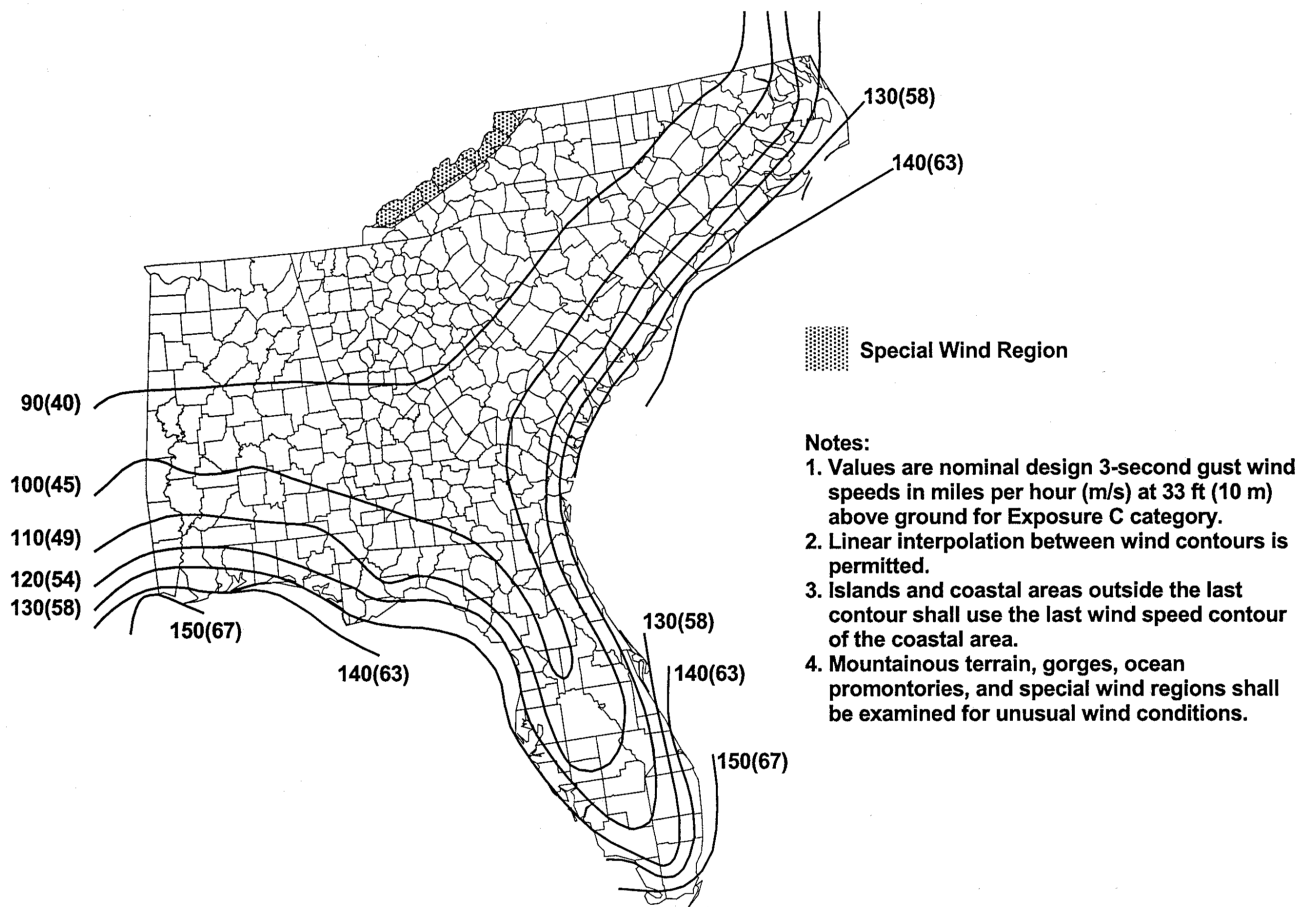 130(58)
140(63)
Special Wind Region
90(40)
100(45)
110(49)
120(54)
130(58)
150(67)
140(63)
130(58)
140(63)
150(67)
Notes:
1. Values are nominal design 3-second gust wind
speeds in miles per hour (m/s) at 33 ft (10 m)
above ground for Exposure C category.
2. Linear interpolation between wind contours is
permitted.
3. Islands and coastal areas outside the last
contour shall use the last wind speed contour
of the coastal area.
4. Mountainous terrain, gorges, ocean
promontories, and special wind regions shall
be examined for unusual wind conditions.